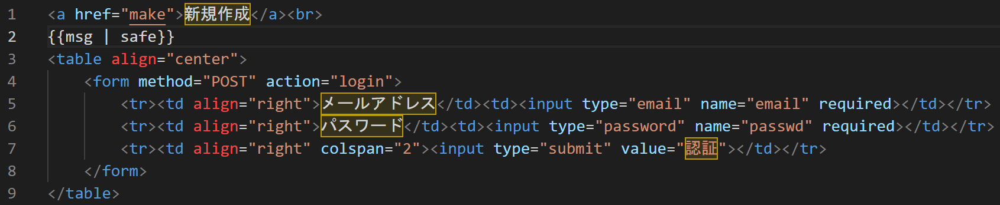 1 <a href="make">新規作成</a><br>
2 {{msg | safe}}
3 <table align="center">
4 <form method="POST" action="login">
5 <tr><td align="right">メールアドレス</td><td><input type="email" name="email" required></td></tr>
6 <tr><td align="right">パスワード</td><td><input type="password" name="passwd" required></td></tr>
7 <tr><td align="right" colspan="2"><input type="submit" value="認証"></td></tr>
8 </form>
9 </table>